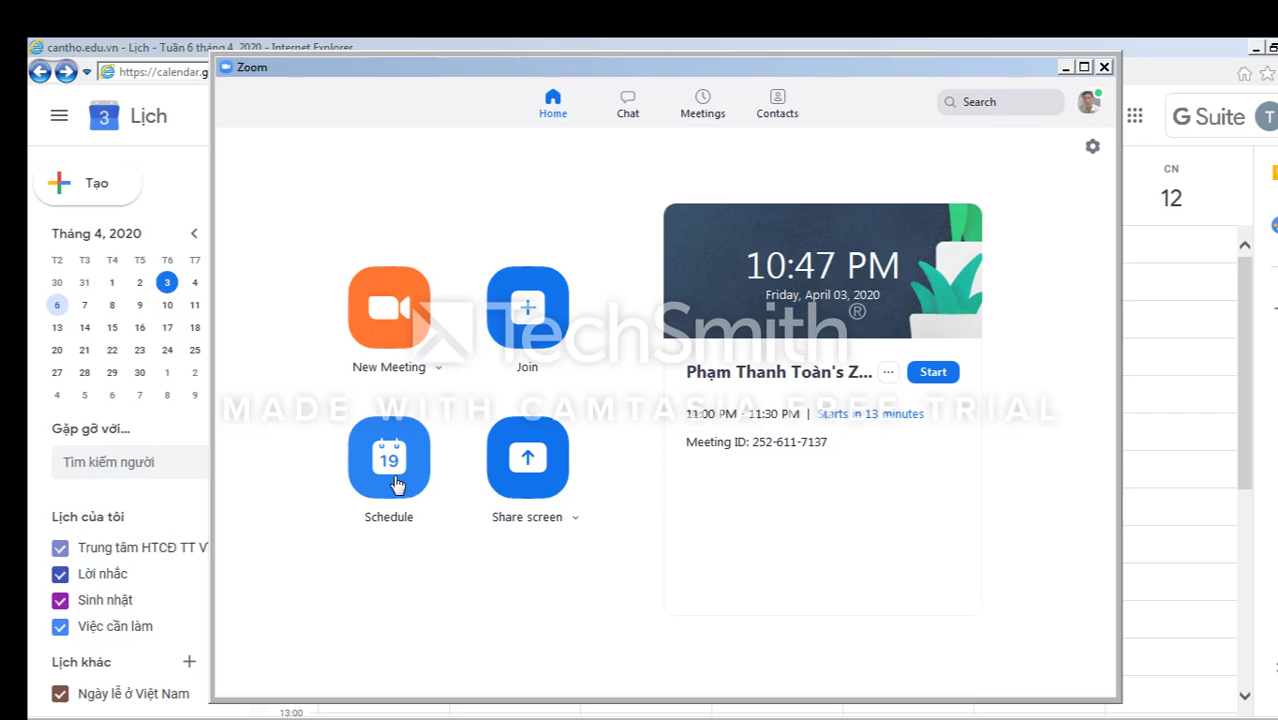 cantho.edu.vn - Lịch - Tuần 6 tháng 4, 2020 - Internet Explorer
https://calendar.g
Zoom
Home
Chat
Meetings
Contacts
Search
3
Lịch
G Suite
T
Tạo
CN
12
Tháng 4, 2020
T2 T3 T4 T5 T6 T7
30 31 1 2 3 4
6 7 8 9 10 11
13 14 15 16 17 18
20 21 22 23 24 25
27 28 29 30 1 2
4 5 6 7 8 9
10:47 PM
Friday, April 03, 2020
TechSmith®
New Meeting
Join
Phạm Thanh Toàn's Z...
...
Start
MADE WITH CAMTASIA FREE TRIAL
11:00 PM - 11:30 PM | Starts in 13 minutes
Meeting ID: 252-611-7137
Gặp gỡ với...
Tìm kiếm người
19
Schedule
Share screen
Lịch của tôi
Trung tâm HTCĐ TT V
Lời nhắc
Sinh nhật
Việc cần làm
Lịch khác
Ngày lễ ở Việt Nam
13:00